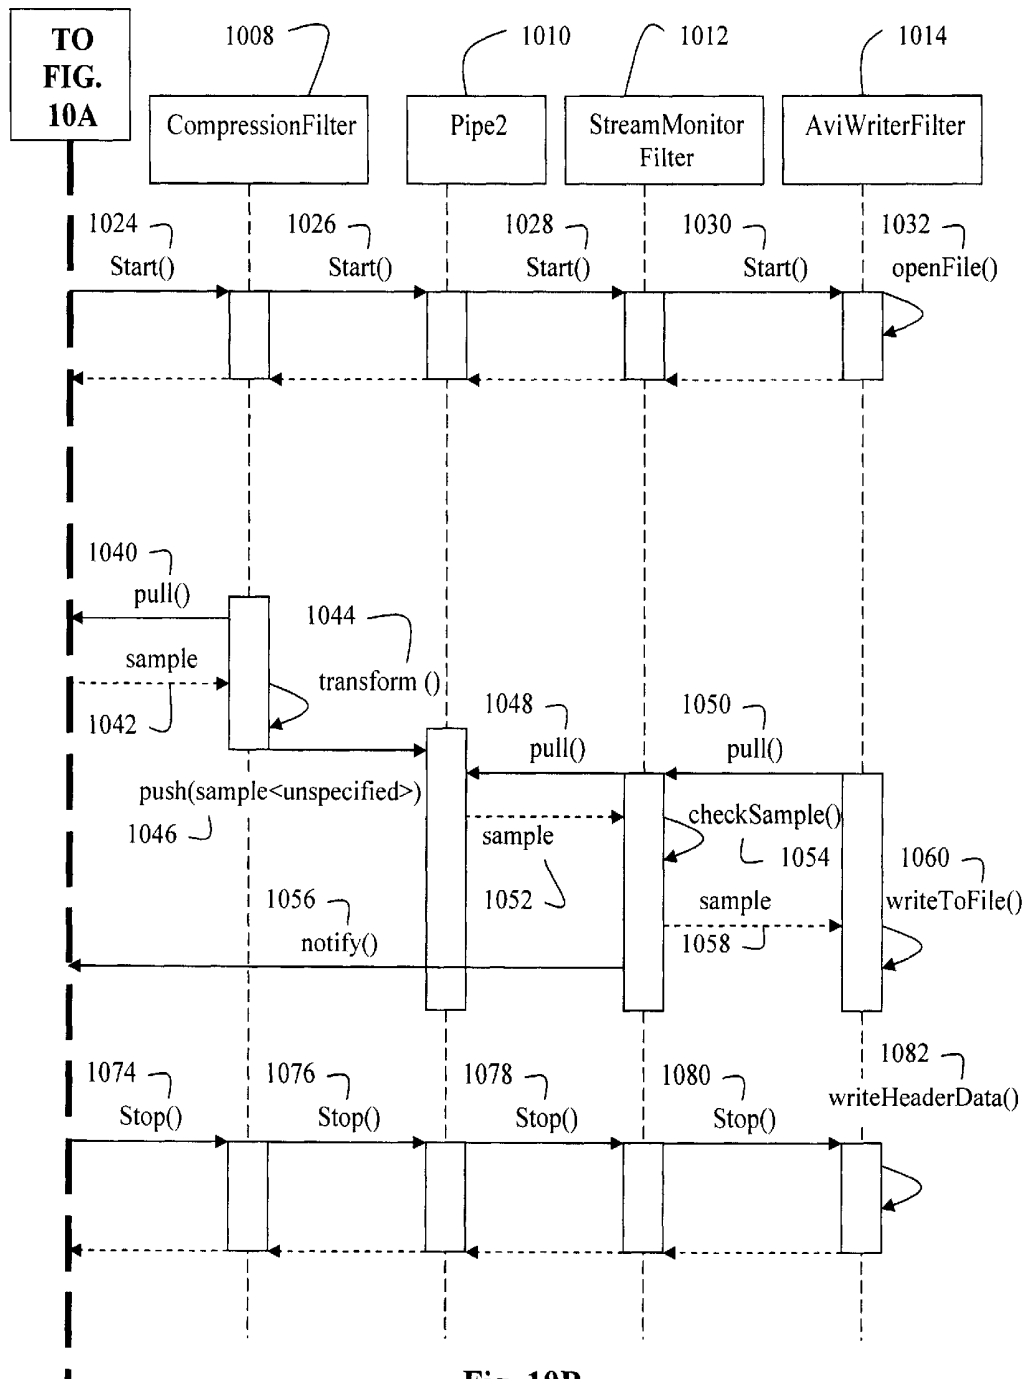 TO
FIG.
10A
1008
1010
1012
1014
CompressionFilter
Pipe2
StreamMonitor
Filter
AviWriterFilter
1024
1026
1028
1030
1032
Start()
Start()
Start()
Start()
openFile()
1040
pull()
1044
sample
transform ()
1042
1048
1050
pull()
pull()
push(sample<unspecified>)
checkSample()
1046
sample
1054
1060
1056
1052
sample
writeToFile()
notify()
1058
1082
1074
1076
1078
1080
writeHeaderData()
Stop()
Stop()
Stop()
Stop()
Fig. 10B